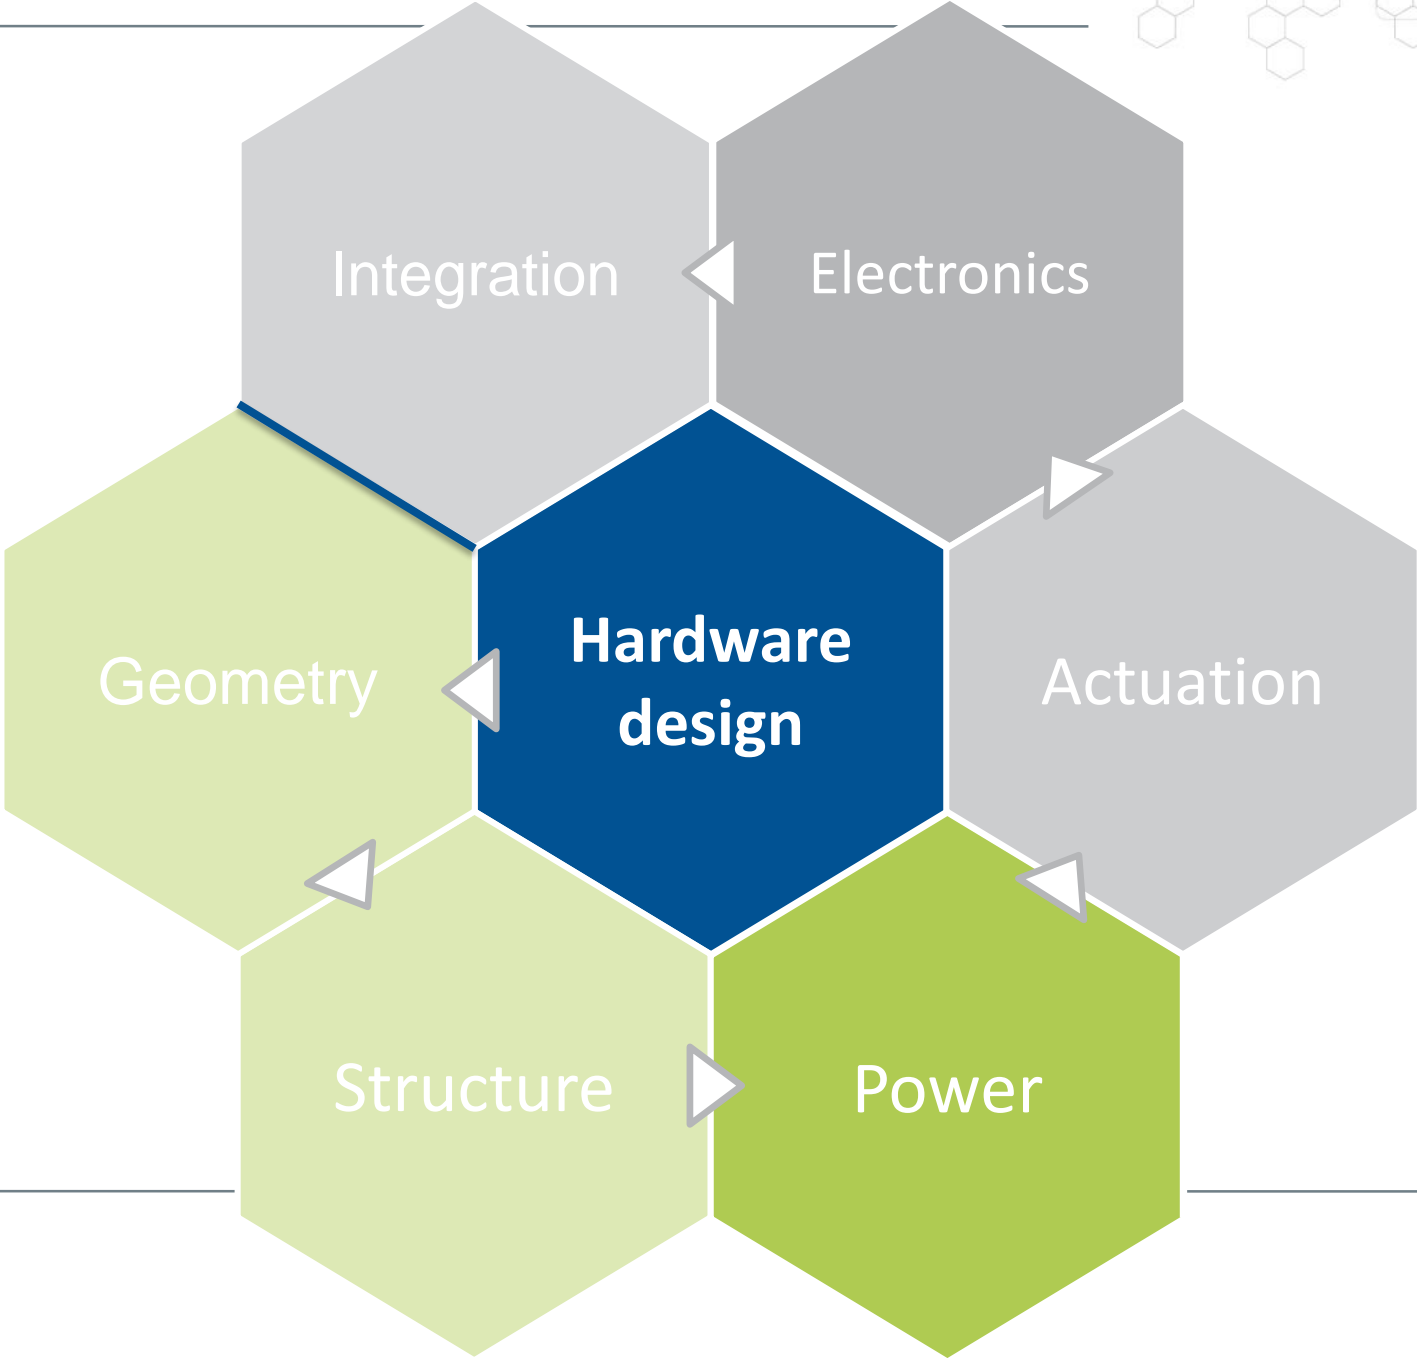 Integration
Electronics
Hardware
design
Geometry
Actuation
Structure
Power